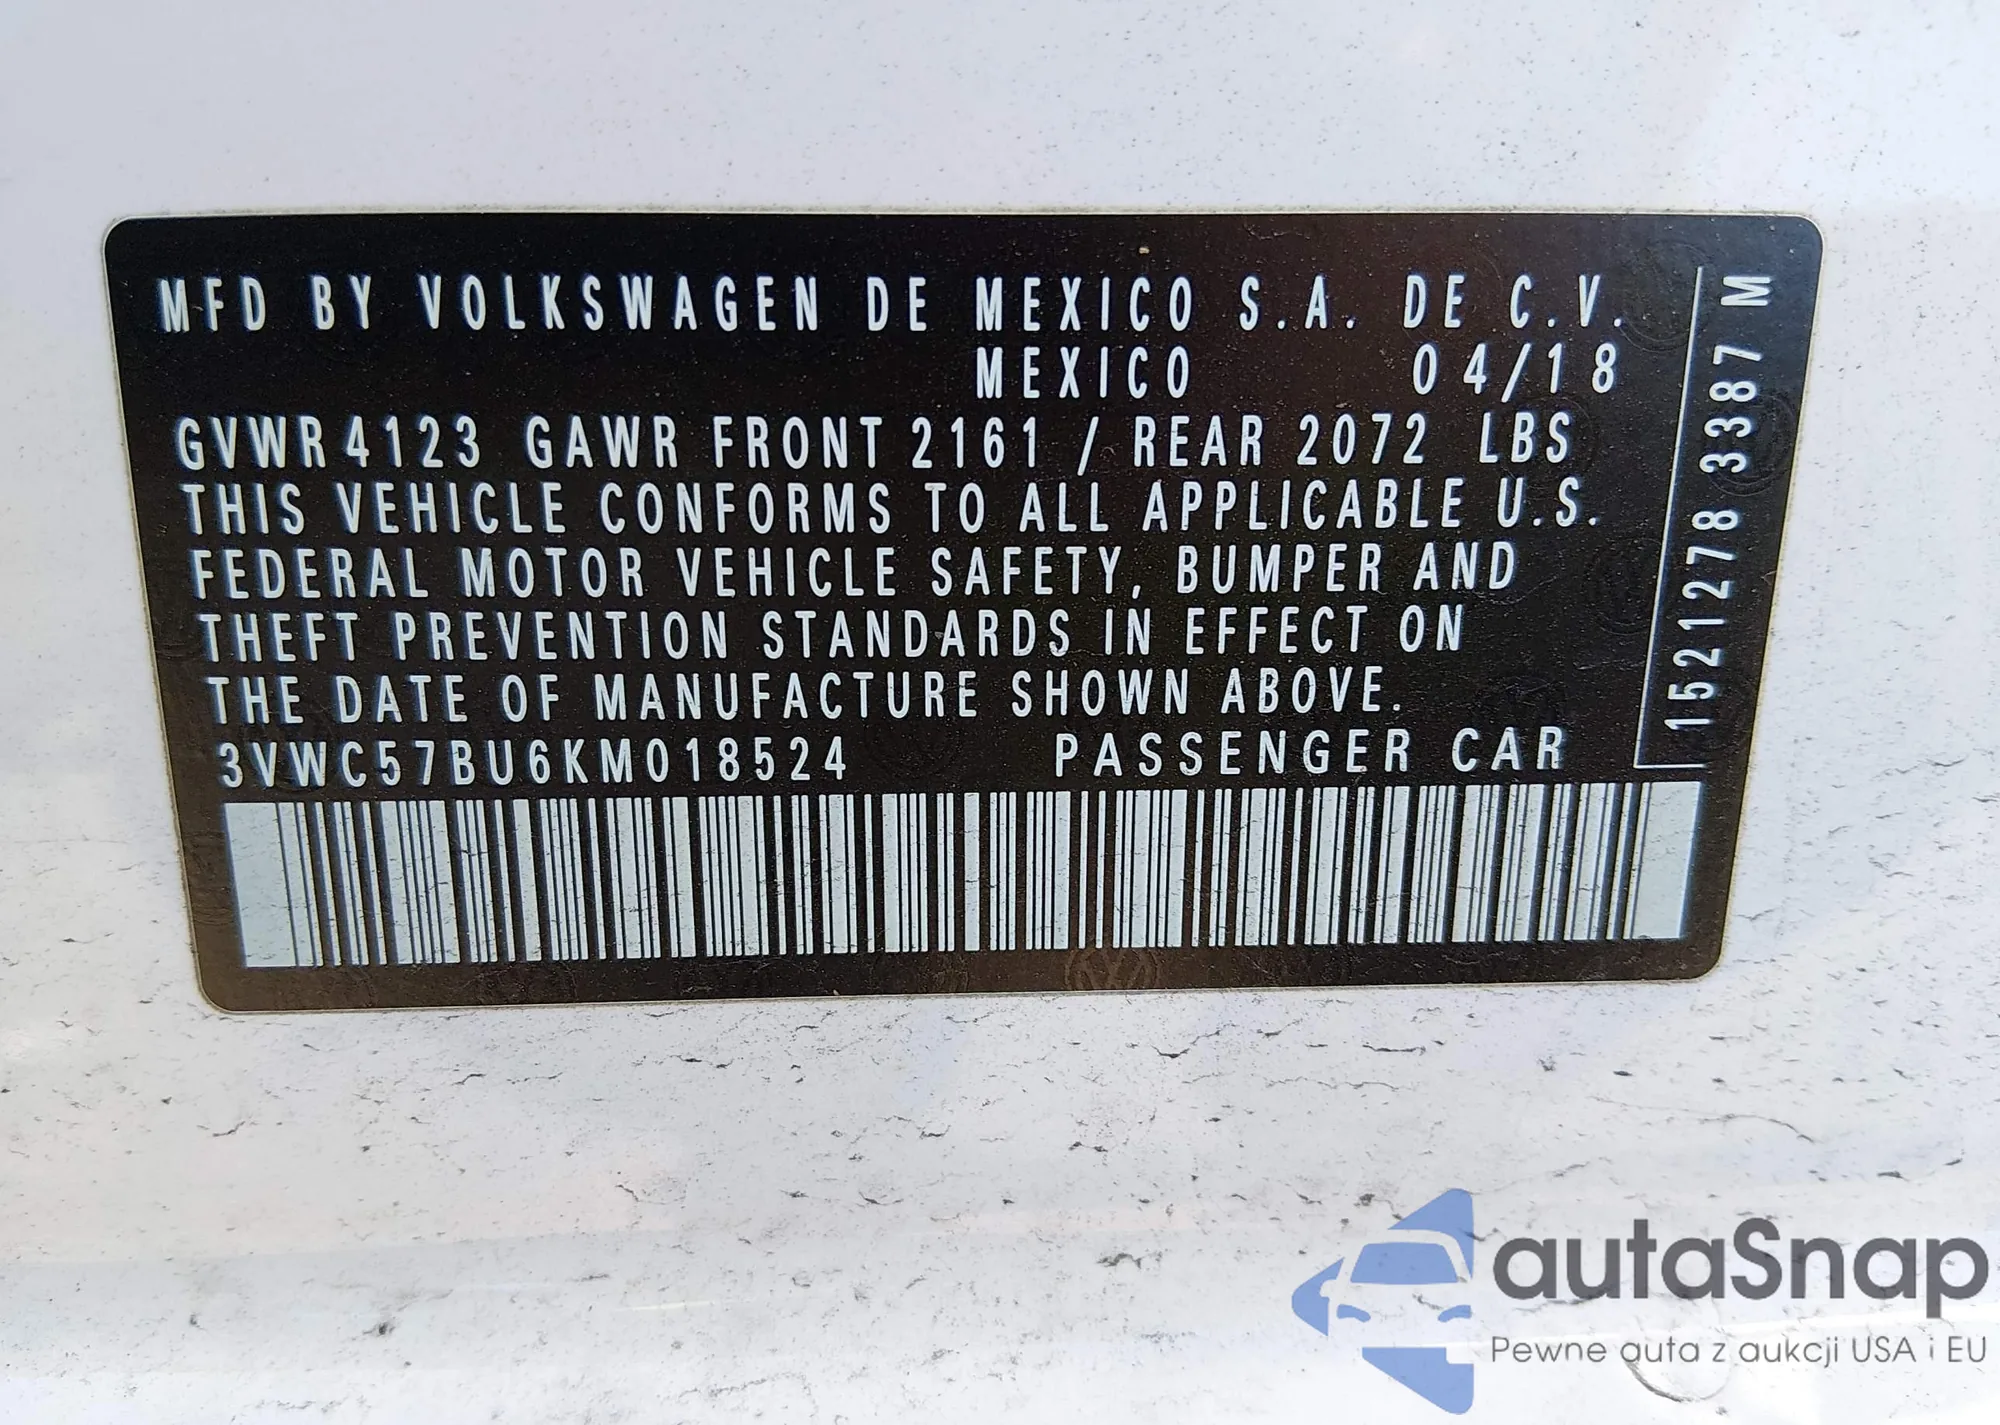 MFD BY VOLKSWAGEN DE MEXICO S.A. DE C.V.
MEXICO 04/18
GVWR 4123 GAWR FRONT 2161 / REAR 2072 LBS
THIS VEHICLE CONFORMS TO ALL APPLICABLE U.S.
FEDERAL MOTOR VEHICLE SAFETY, BUMPER AND
THEFT PREVENTION STANDARDS IN EFFECT ON
THE DATE OF MANUFACTURE SHOWN ABOVE.
3VWC57BU6KM018524 PASSENGER CAR
1521278 3387 M
autaSnap
Pewne auta z aukcji USA i EU